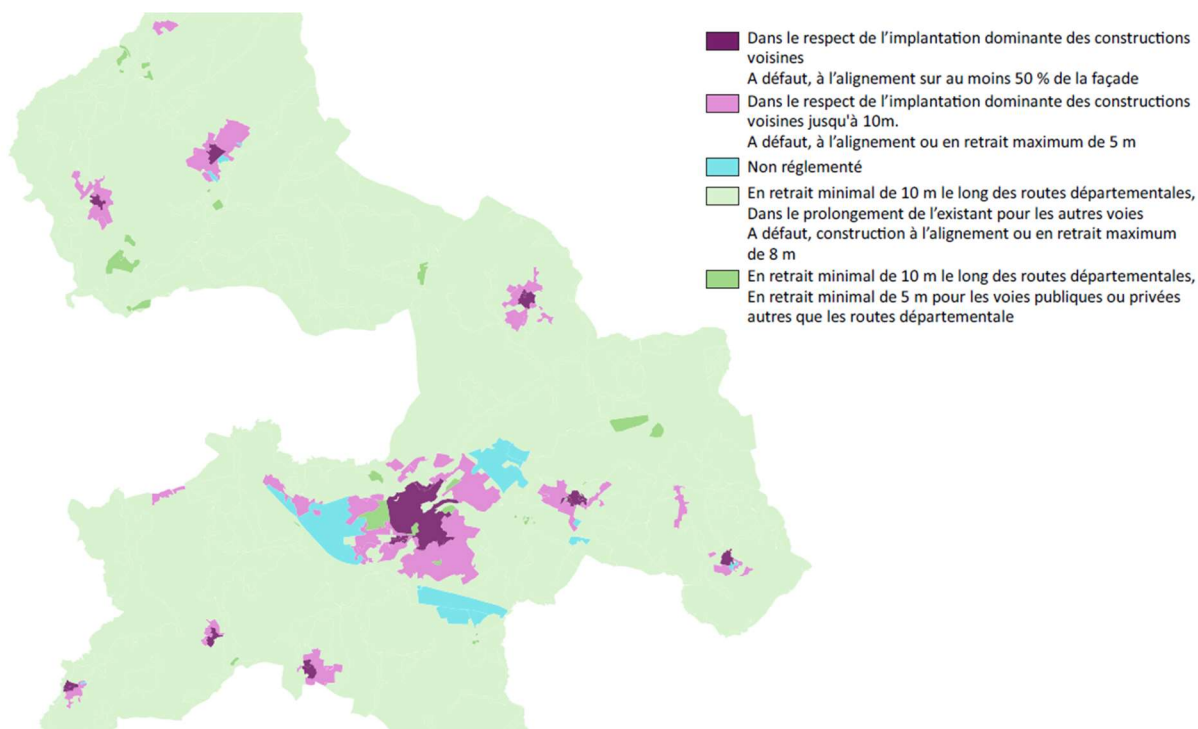 Dans le respect de l’implantation dominante des constructions
voisines
A défaut, à l’alignement sur au moins 50 % de la façade
Dans le respect de l’implantation dominante des constructions
voisines jusqu'à 10m.
A défaut, à l’alignement ou en retrait maximum de 5 m
Non réglementé
En retrait minimal de 10 m le long des routes départementales,
Dans le prolongement de l’existant pour les autres voies
A défaut, construction à l’alignement ou en retrait maximum
de 8 m
En retrait minimal de 10 m le long des routes départementales,
En retrait minimal de 5 m pour les voies publiques ou privées
autres que les routes départementale